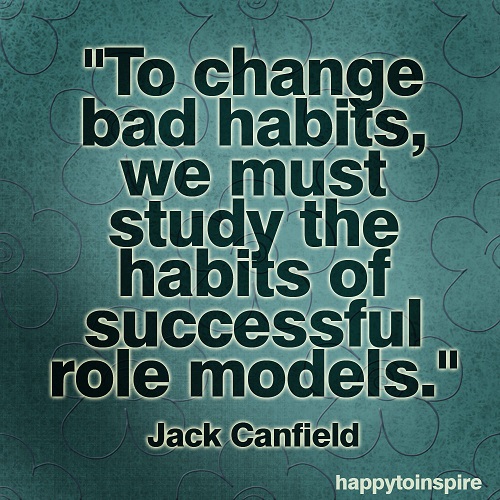 "To change
bad habits,
we must
study the
habits of
successful
role models."
Jack Canfield
happytoinspire